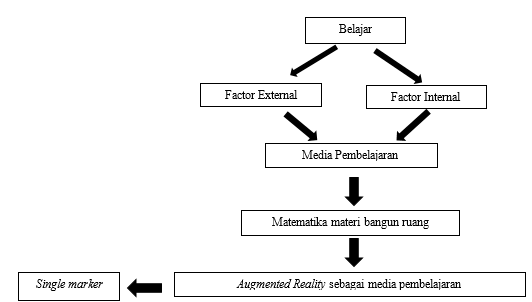 Belajar
Factor External
Factor Internal
Media Pembelajaran
Matematika materi bangun ruang
Single marker
Augmented Reality sebagai media pembelajaran